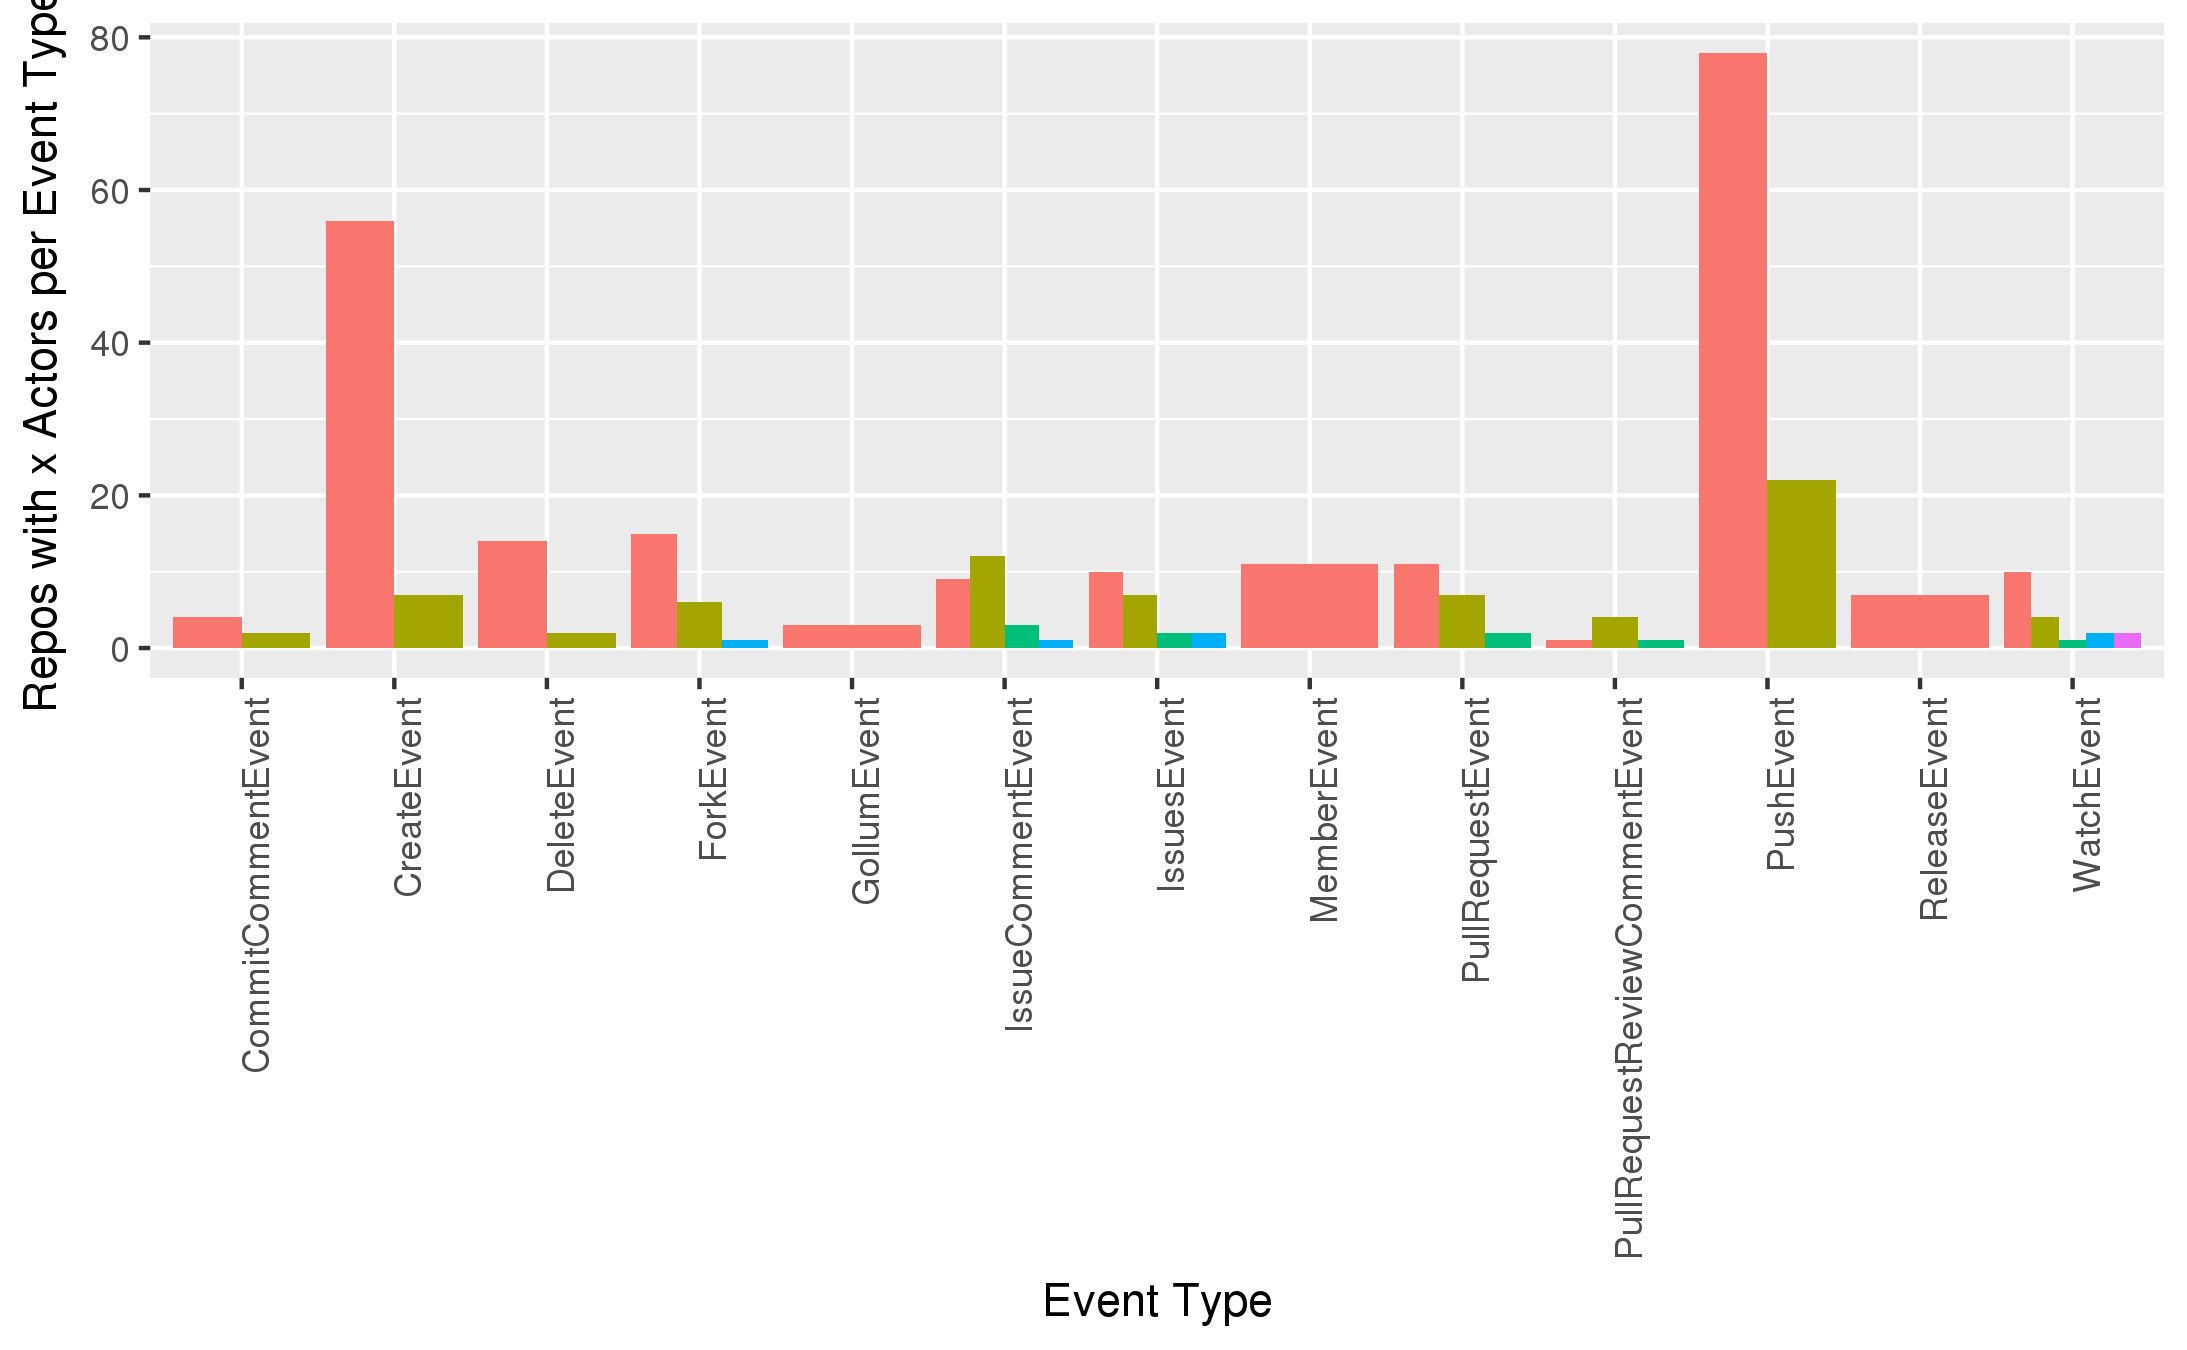 Repos with x Actors per Event Type
80
60
40
20
0
CommitCommentEvent
CreateEvent
DeleteEvent
ForkEvent
GollumEvent
IssueCommentEvent
IssuesEvent
MemberEvent
PullRequestEvent
PullRequestReviewCommentEvent
PushEvent
ReleaseEvent
WatchEvent
Event Type